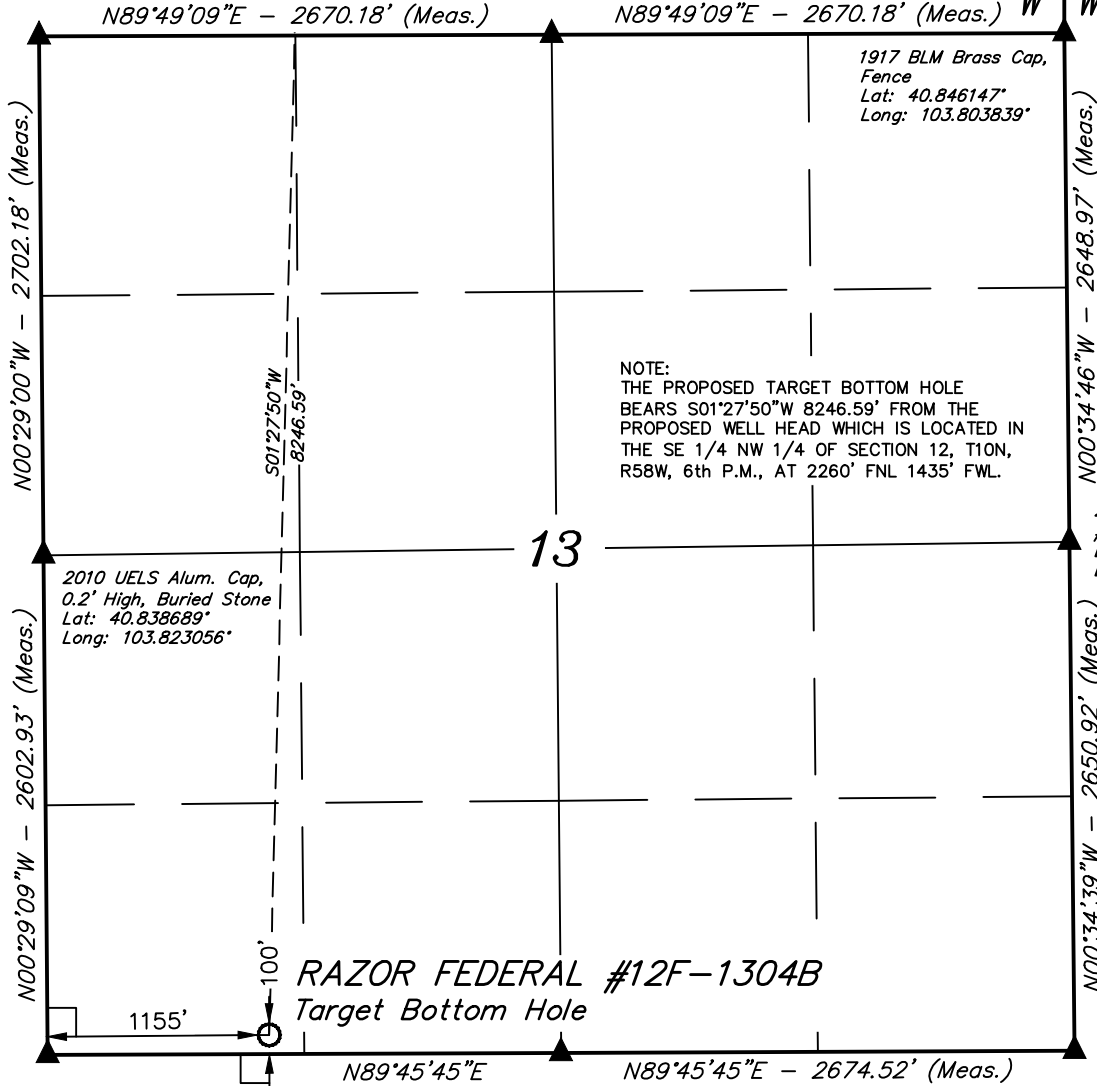 N89°49'09"E - 2670.18' (Meas.)
N89°49'09"E - 2670.18' (Meas.)
1917 BLM Brass Cap,
Fence
Lat: 40.846147°
Long: 103.803839°
N00°29'00"W - 2702.18' (Meas.)
N00°34'46"W - 2648.97' (Meas.)
S01°27'50"W
8246.59'
NOTE:
THE PROPOSED TARGET BOTTOM HOLE
BEARS S01°27'50"W 8246.59' FROM THE
PROPOSED WELL HEAD WHICH IS LOCATED IN
THE SE 1/4 NW 1/4 OF SECTION 12, T10N,
R58W, 6th P.M., AT 2260' FNL 1435' FWL.
13
2010 UELS Alum. Cap,
0.2' High, Buried Stone
Lat: 40.838689°
Long: 103.823056°
N00°29'09"W - 2602.93' (Meas.)
N00°34'39"W - 2650.92' (Meas.)
100'
RAZOR FEDERAL #12F-1304B
Target Bottom Hole
1155'
N89°45'45"E
N89°45'45"E - 2674.52' (Meas.)